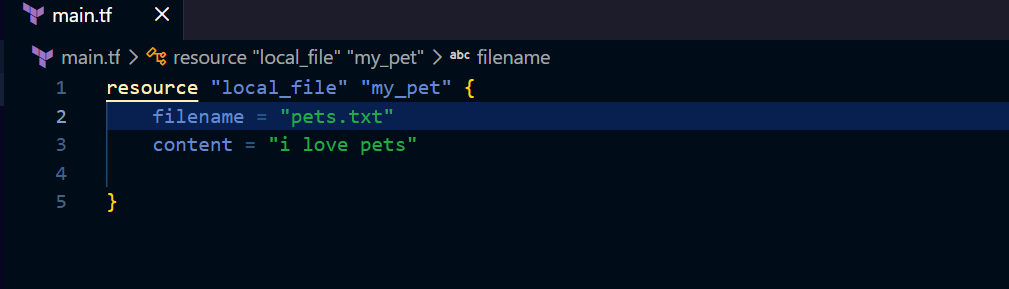 main.tf
main.tf > resource "local_file" "my_pet" > abc filename
1 resource "local_file" "my_pet" {
2 filename = "pets.txt"
3 content = "i love pets"
4
5 }